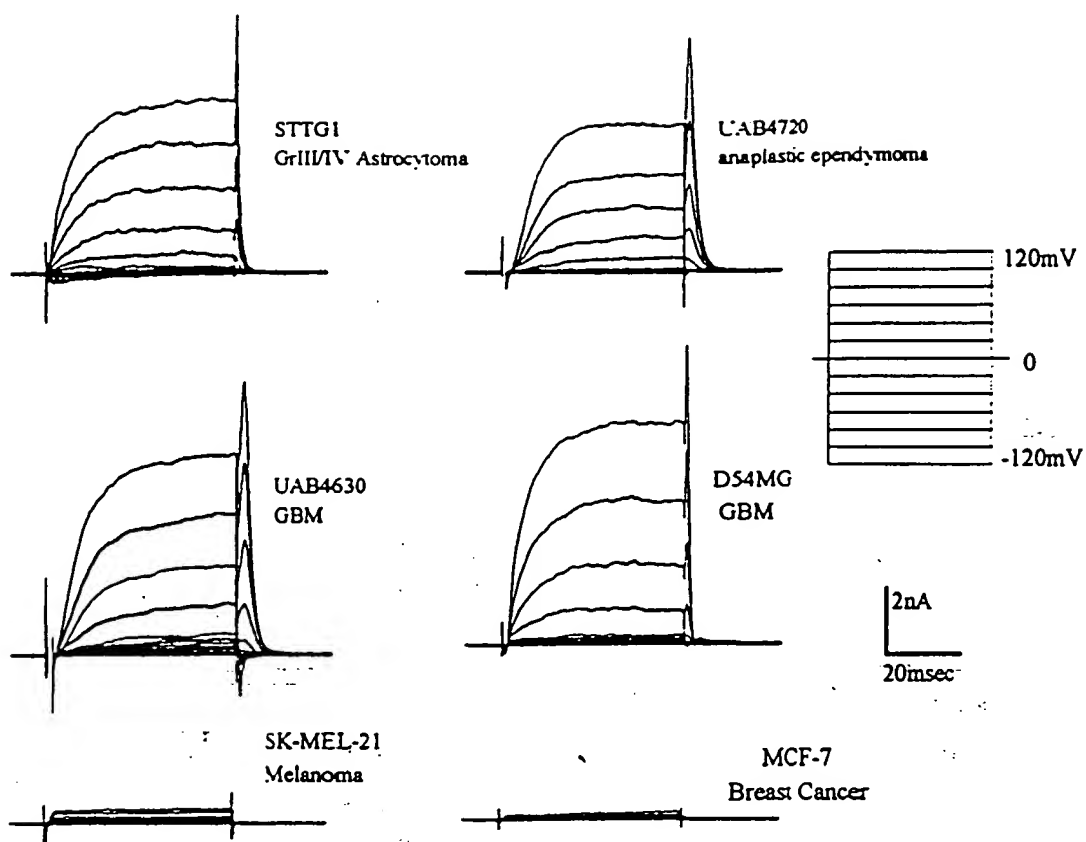 STTG1
GrIII/IV Astrocytoma
UAB4720
anaplastic ependymoma
120mV
0
-120mV
UAB4630
GBM
D54MG
GBM
2nA
20msec
SK-MEL-21
Melanoma
MCF-7
Breast Cancer